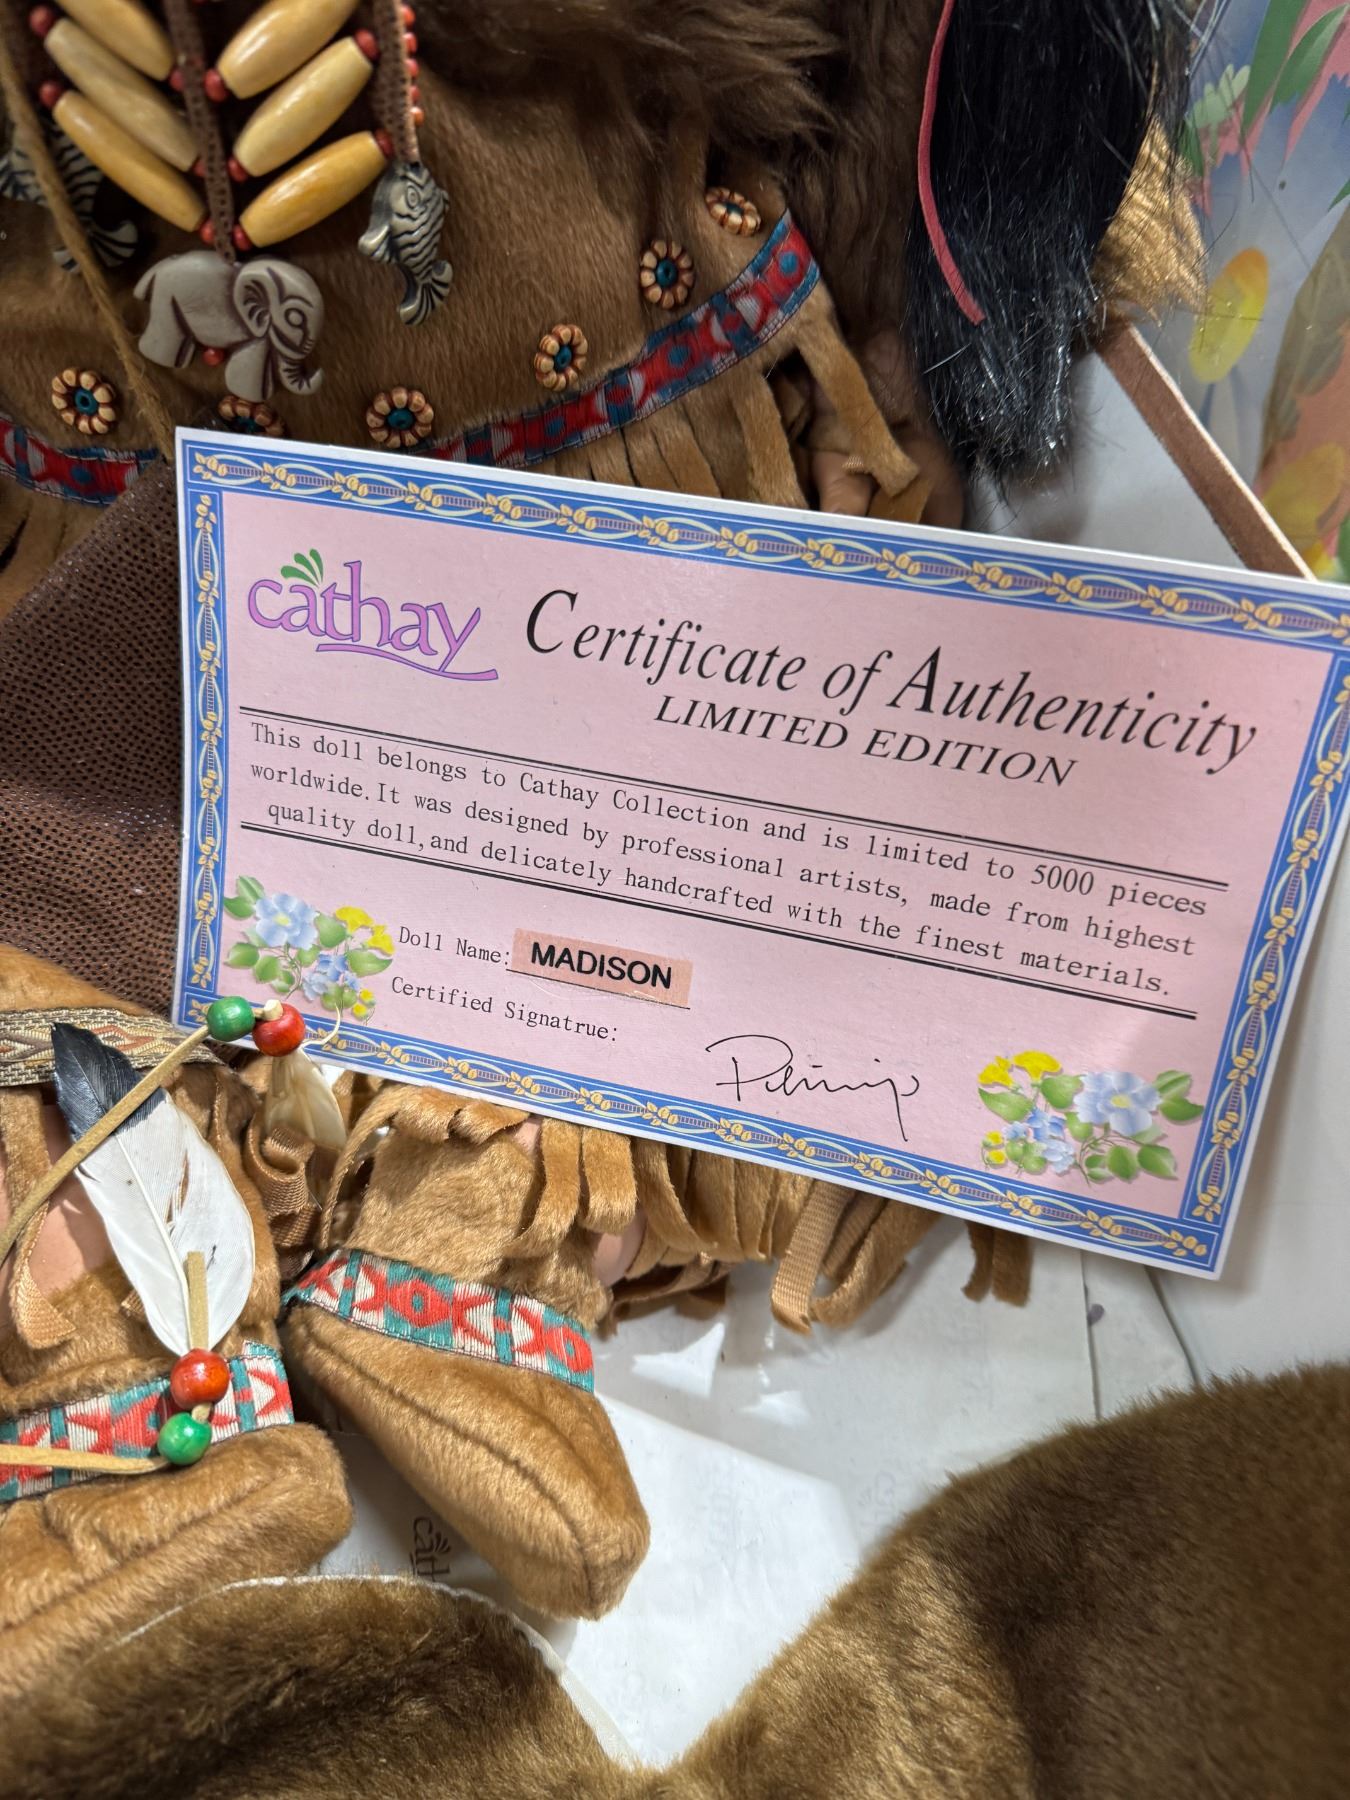 cathay
Certificate of Authenticity
LIMITED EDITION
This doll belongs to Cathay Collection and is limited to 5000 pieces
worldwide.It was designed by professional artists, made from highest
quality doll,and delicately handcrafted with the finest materials.
Doll Name: MADISON
Certified Signatrue: